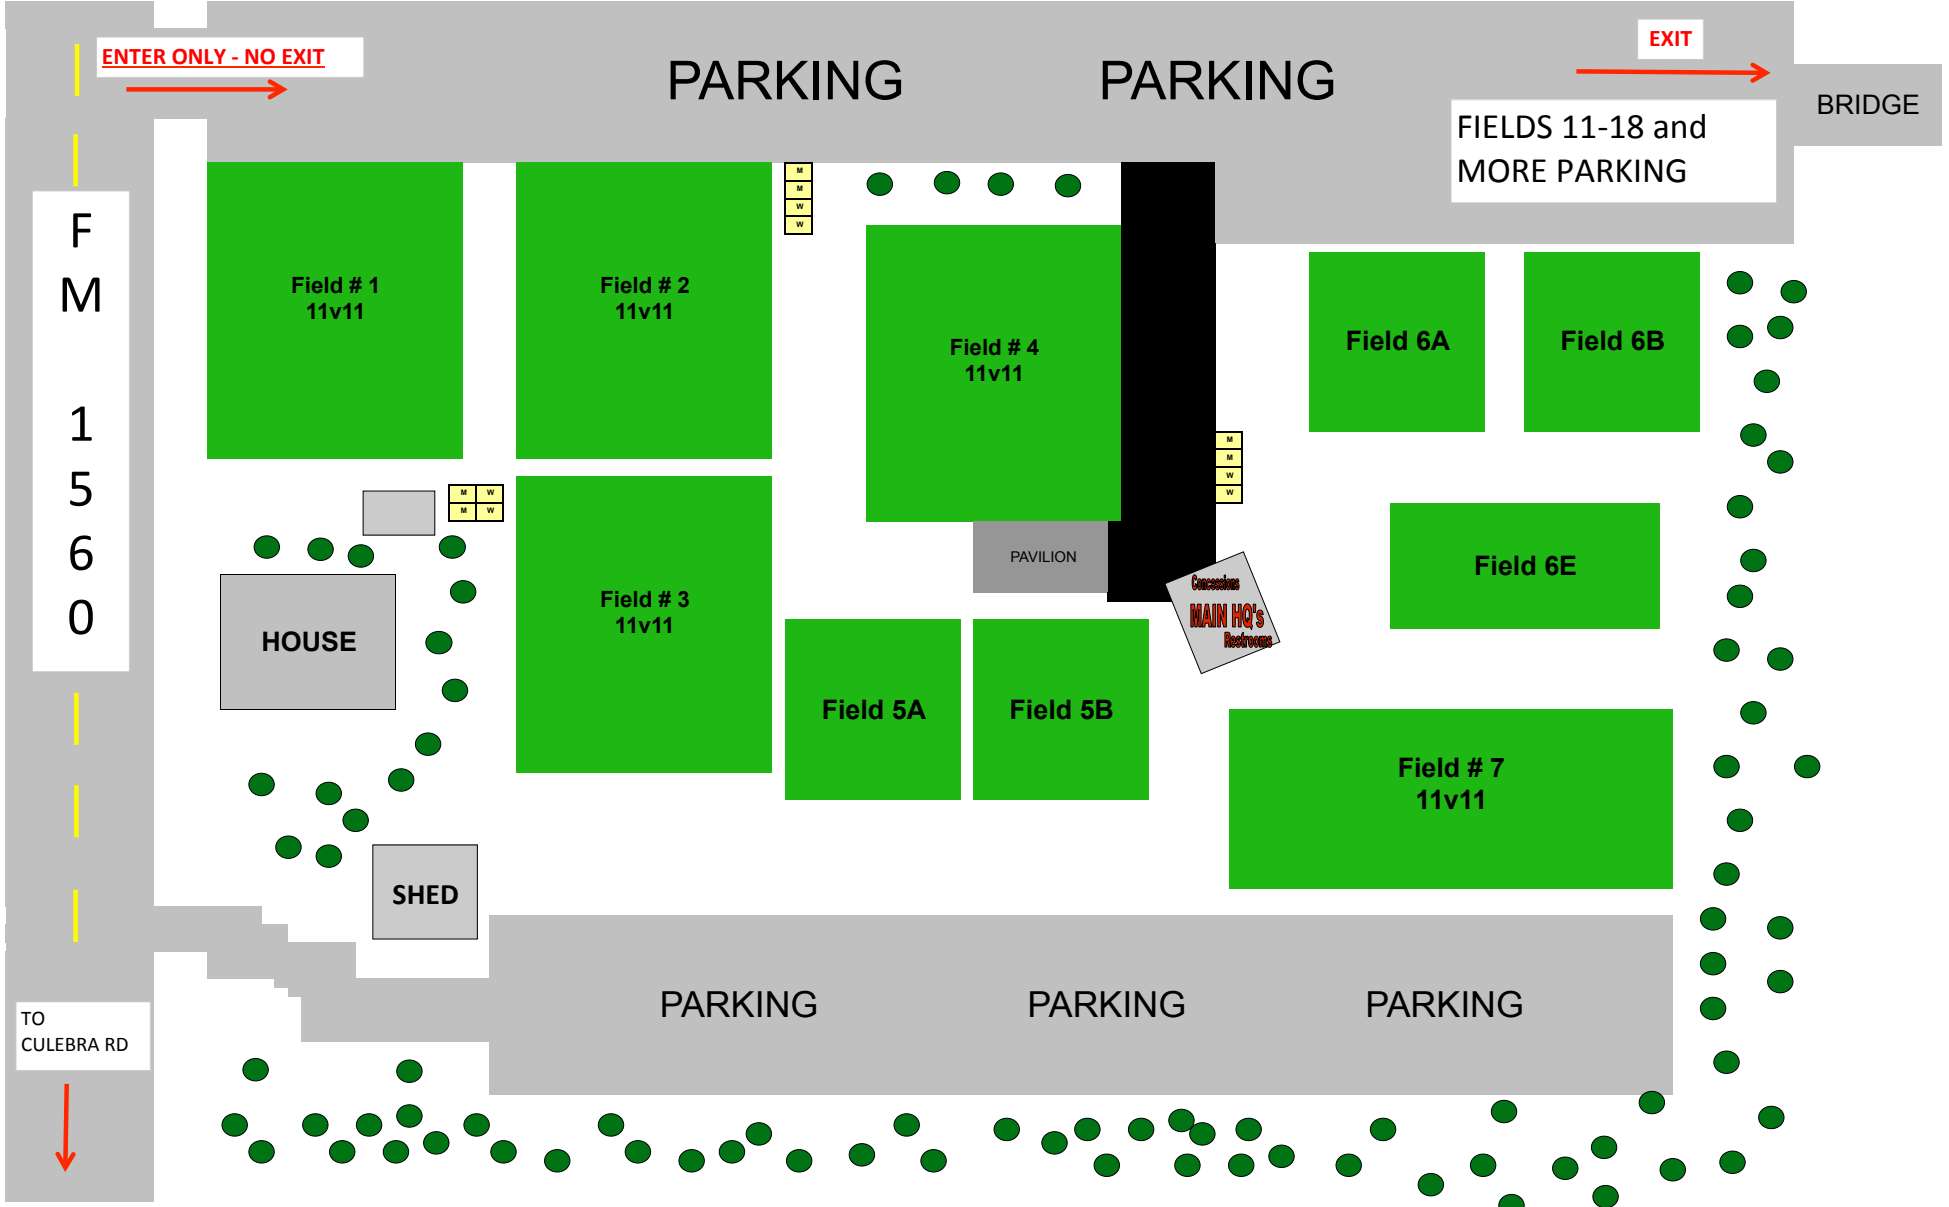 ENTER ONLY - NO EXIT
PARKING
PARKING
EXIT
BRIDGE
FIELDS 11-18 and
MORE PARKING
F
M
1
5
6
0
M
M
W
W
Field # 1
11v11
Field # 2
11v11
Field # 4
11v11
Field 6A
Field 6B
M
M
W
W
M W
M W
PAVILION
Field 6E
Concessions
MAIN HQ's
Restrooms
Field # 3
11v11
HOUSE
Field 5A
Field 5B
Field # 7
11v11
SHED
PARKING
PARKING
PARKING
TO
CULEBRA RD